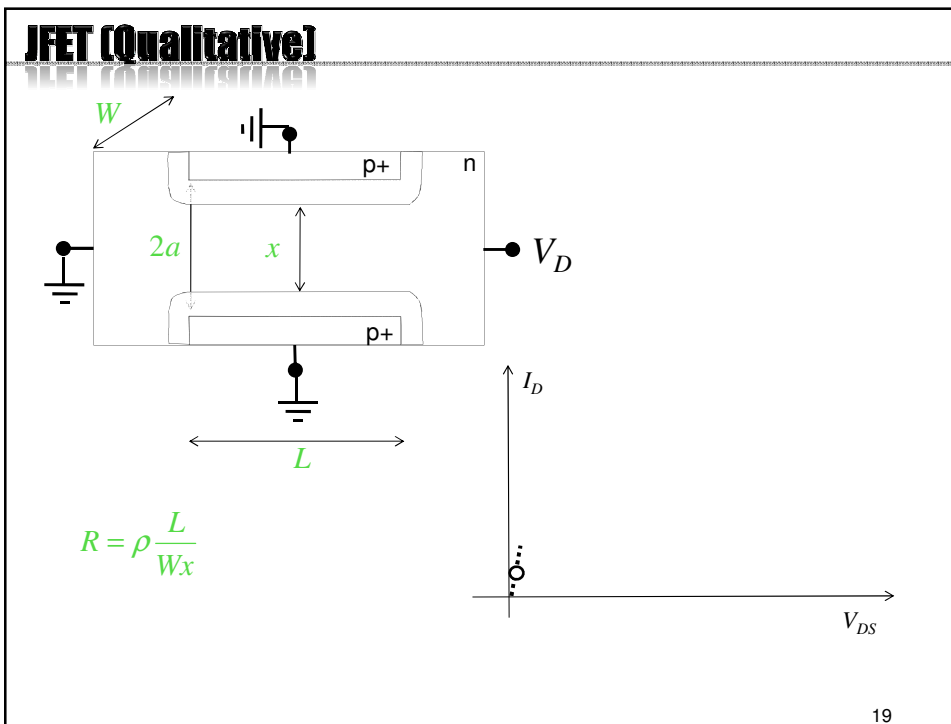 JFET (Qualitative)
W
p+
n
2a
x
V_D
p+
I_D
L
R = ρ L/Wx
V_DS
19